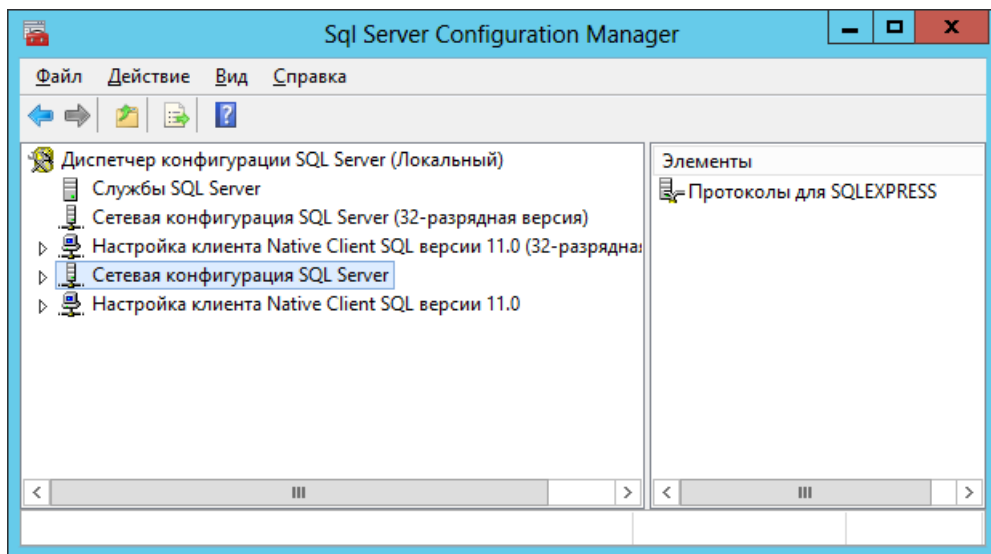 Sql Server Configuration Manager
Файл Действие Вид Справка
Диспетчер конфигурации SQL Server (Локальный)
Службы SQL Server
Сетевая конфигурация SQL Server (32-разрядная версия)
Настройка клиента Native Client SQL версии 11.0 (32-разрядная
Сетевая конфигурация SQL Server
Настройка клиента Native Client SQL версии 11.0
Элементы
Протоколы для SQLEXPRESS